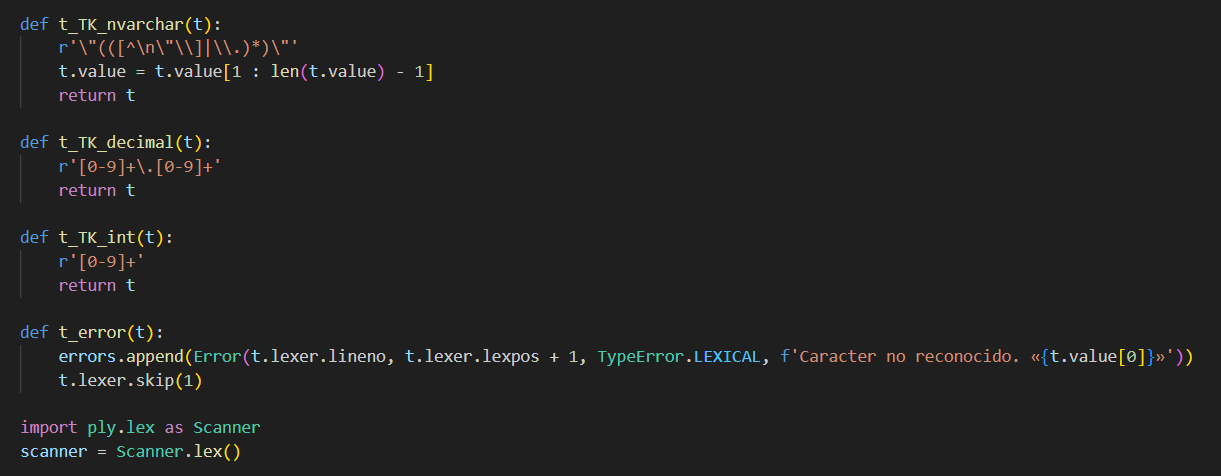 def t_TK_nvarchar(t):
    r'\"(([^\n\"\\]|\\.)*)\"'
    t.value = t.value[1 : len(t.value) - 1]
    return t

def t_TK_decimal(t):
    r'[0-9]+\.[0-9]+'
    return t

def t_TK_int(t):
    r'[0-9]+'
    return t

def t_error(t):
    errors.append(Error(t.lexer.lineno, t.lexer.lexpos + 1, TypeError.LEXICAL, f'Caracter no reconocido. «{t.value[0]}»'))
    t.lexer.skip(1)

import ply.lex as Scanner
scanner = Scanner.lex()